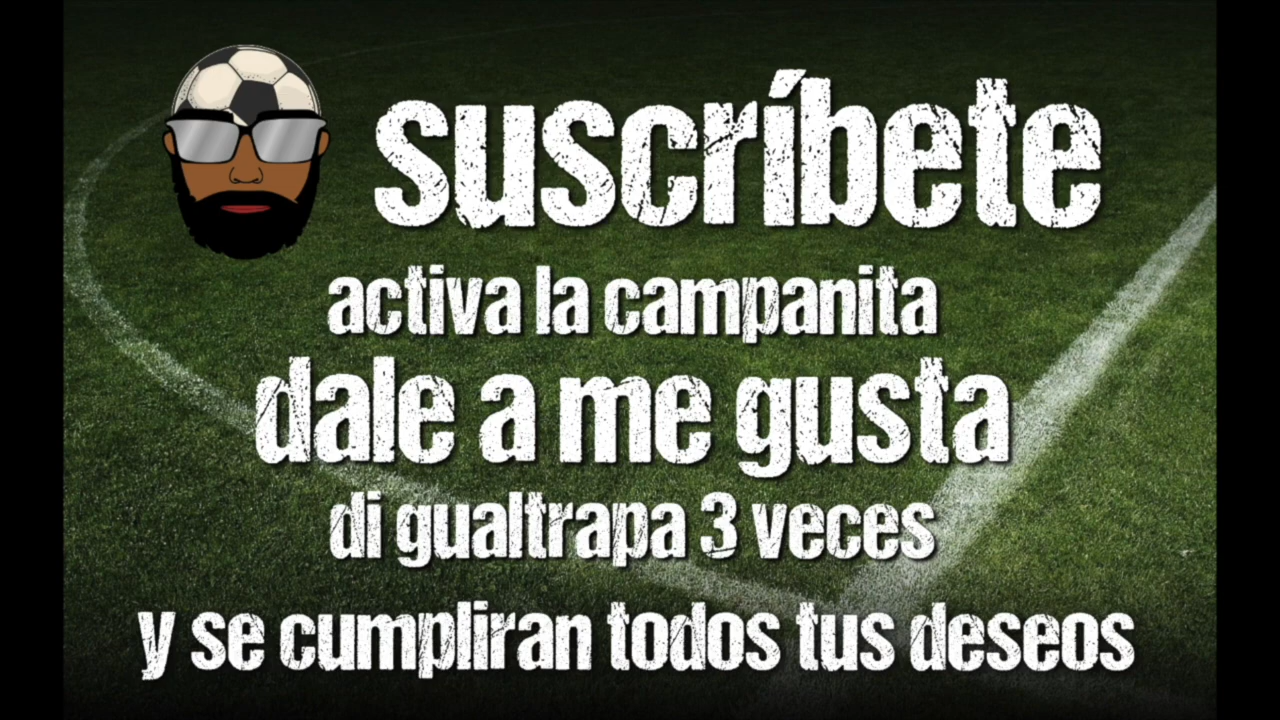 suscríbete
activa la campanita
dale a me gusta
di gualtrapa 3 veces
y se cumpliran todos tus deseos